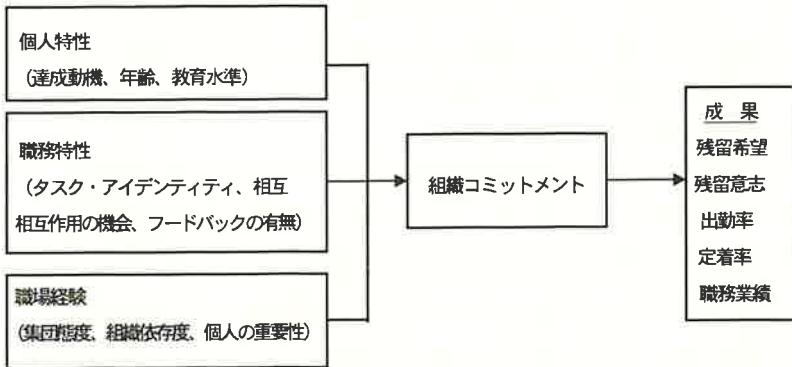 個人特性
(達成動機、年齢、教育水準)
職務特性
(タスク・アイデンティティ、相互
相互作用の機会、フードバックの有無)
職場経験
(集団態度、組織依存度、個人の重要性)
組織コミットメント
成　果
残留希望
残留意志
出勤率
定着率
職務業績